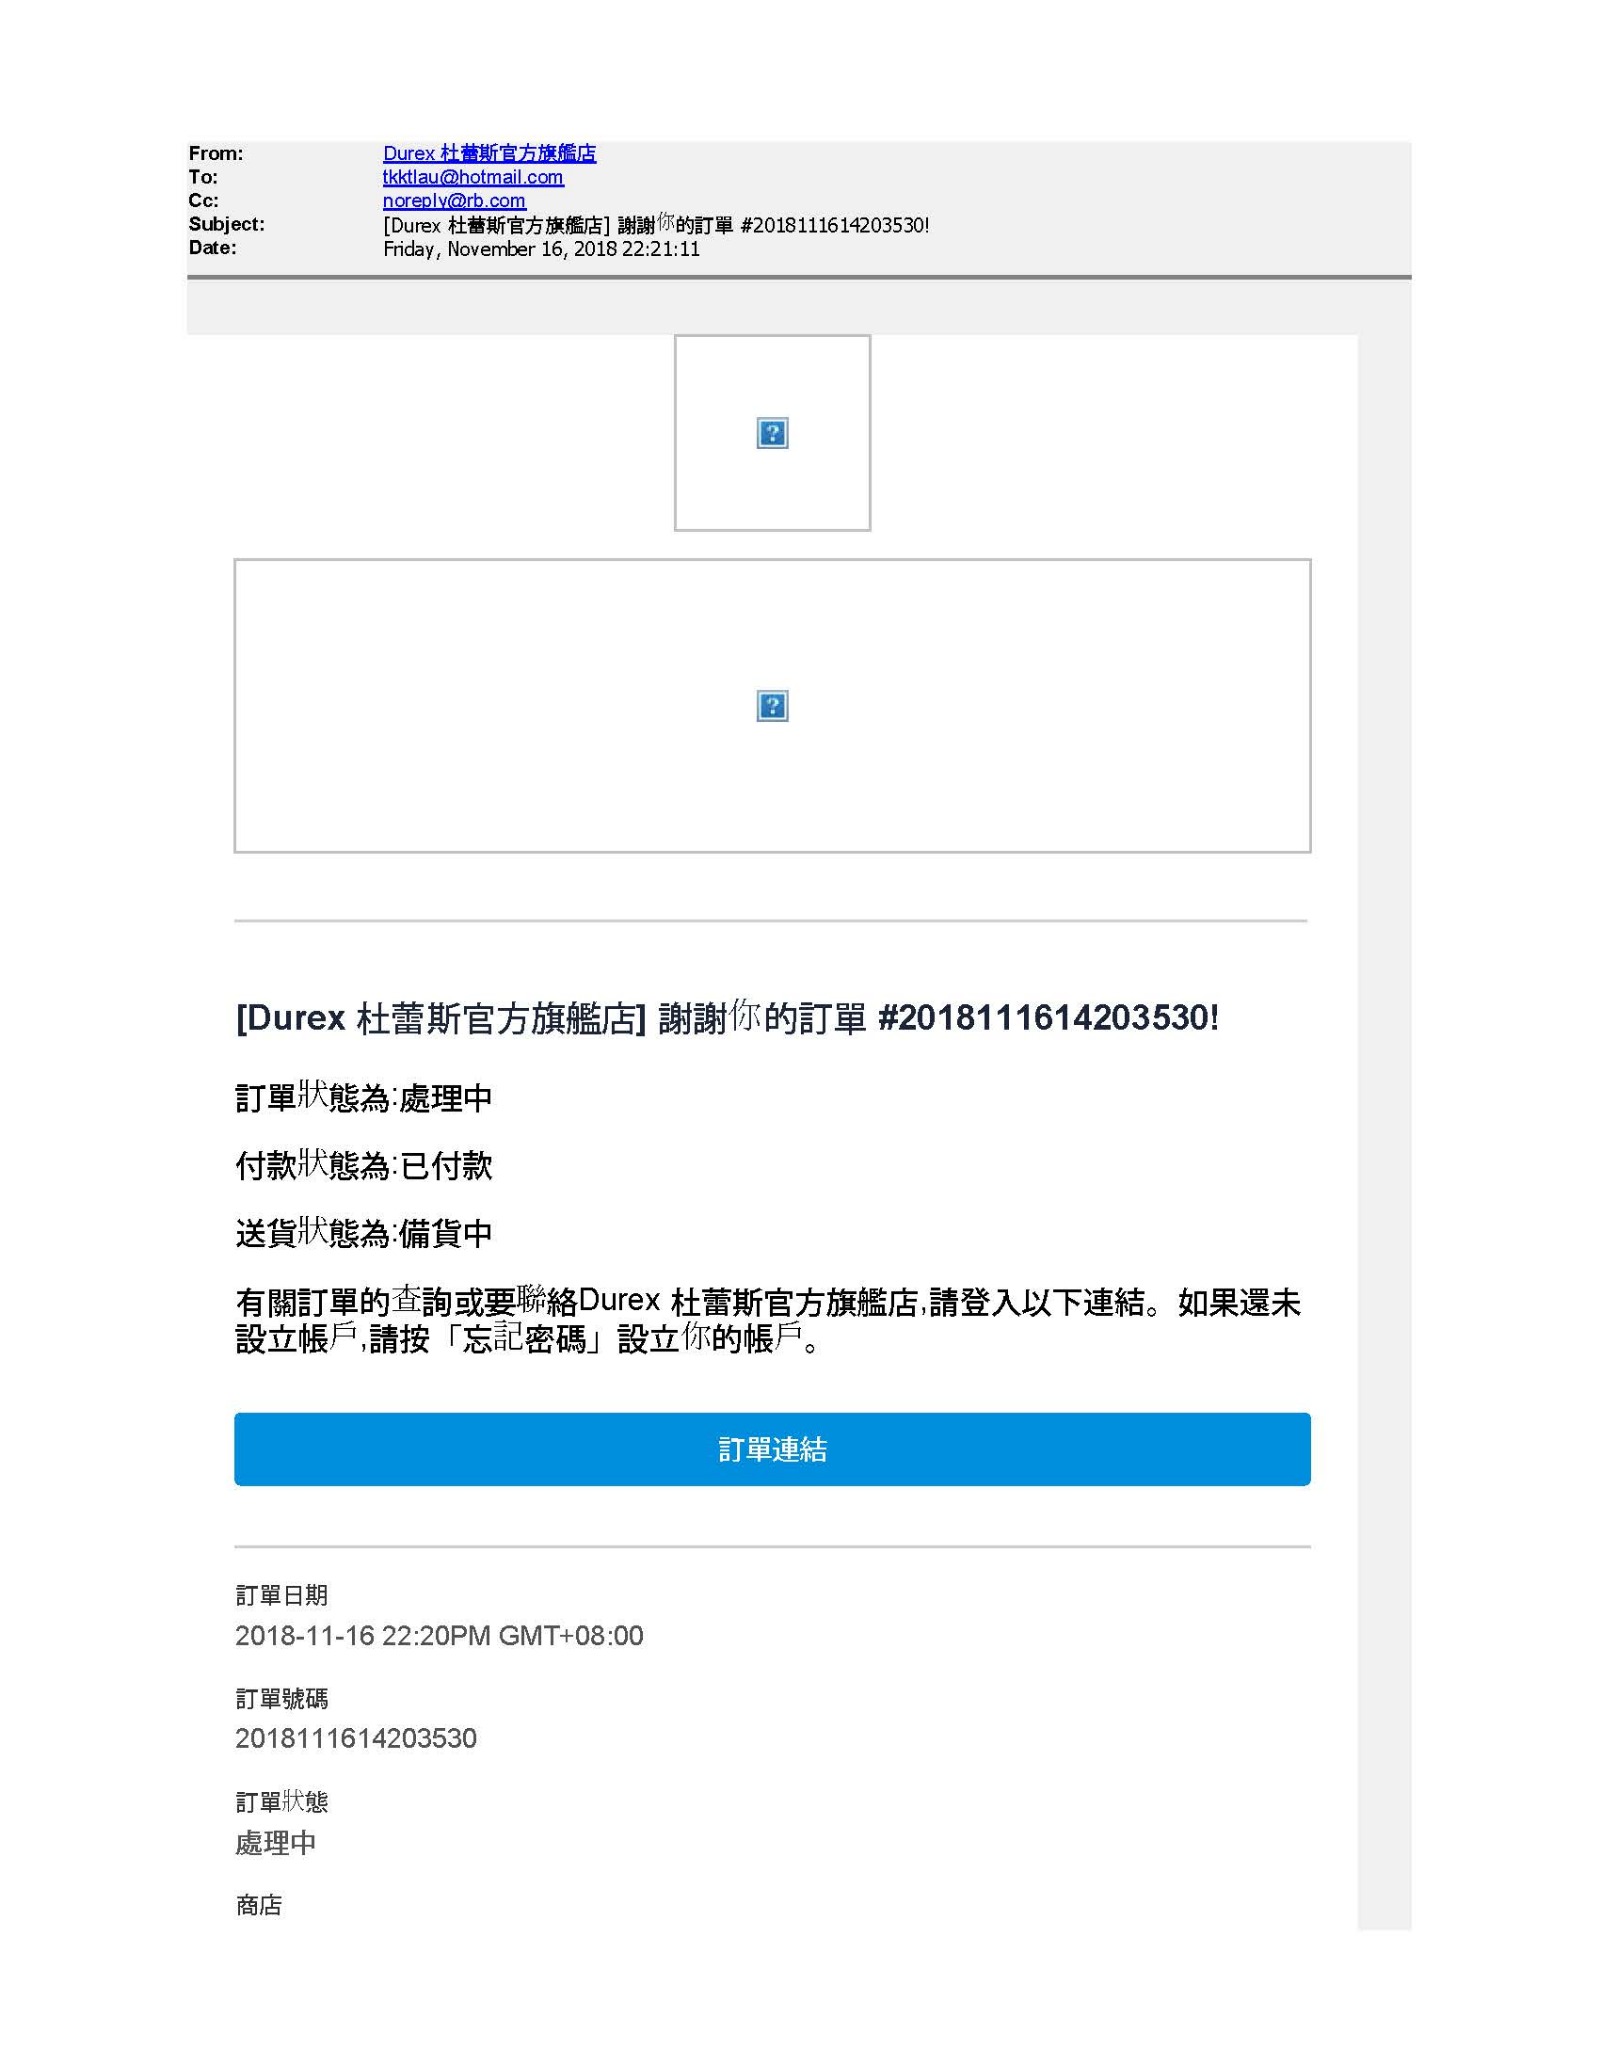 From: Durex 杜蕾斯官方旗艦店
To: tkktlau@hotmail.com
Cc: noreply@rb.com
Subject: [Durex 杜蕾斯官方旗艦店] 謝謝你的訂單 #2018111614203530!
Date: Friday, November 16, 2018 22:21:11
[Durex 杜蕾斯官方旗艦店] 謝謝你的訂單 #2018111614203530!
訂單狀態為:處理中
付款狀態為:已付款
送貨狀態為:備貨中
有關訂單的查詢或要聯絡Durex 杜蕾斯官方旗艦店,請登入以下連結。如果還未
設立帳戶,請按「忘記密碼」設立你的帳戶。
訂單連結
訂單日期
2018-11-16 22:20PM GMT+08:00
訂單號碼
2018111614203530
訂單狀態
處理中
商店